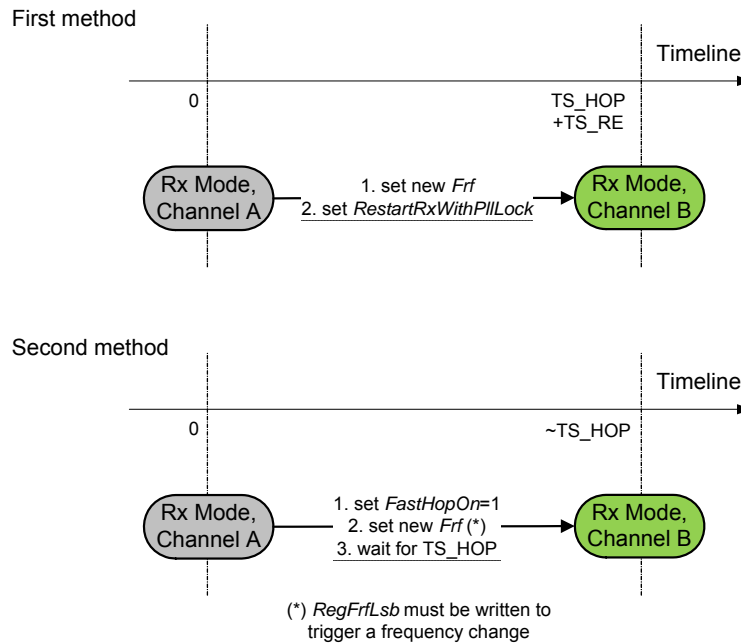 First method
Timeline
0
TS_HOP
+TS_RE
Rx Mode,
Channel A
1. set new Frf
2. set RestartRxWithPllLock
Rx Mode,
Channel B
Second method
Timeline
0
~TS_HOP
Rx Mode,
Channel A
1. set FastHopOn=1
2. set new Frf (*)
3. wait for TS_HOP
Rx Mode,
Channel B
(*) RegFrfLsb must be written to
trigger a frequency change